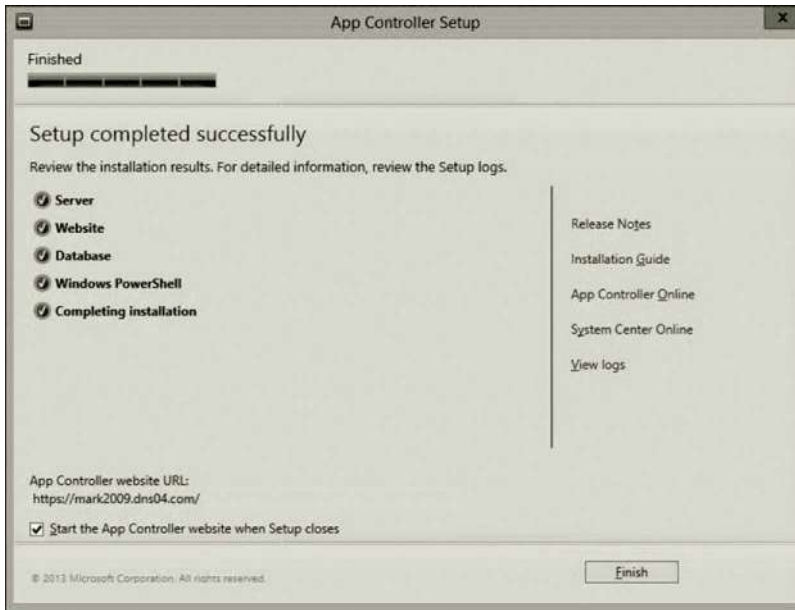 App Controller Setup
x
Finished
Setup completed successfully
Review the installation results. For detailed information, review the Setup logs.
Server
Website
Database
Windows PowerShell
Completing installation
Release Notes
Installation Guide
App Controller Online
System Center Online
View logs
App Controller website URL:
https://mark2009.dns04.com/
Start the App Controller website when Setup closes
© 2013 Microsoft Corporation. All rights reserved.
Finish